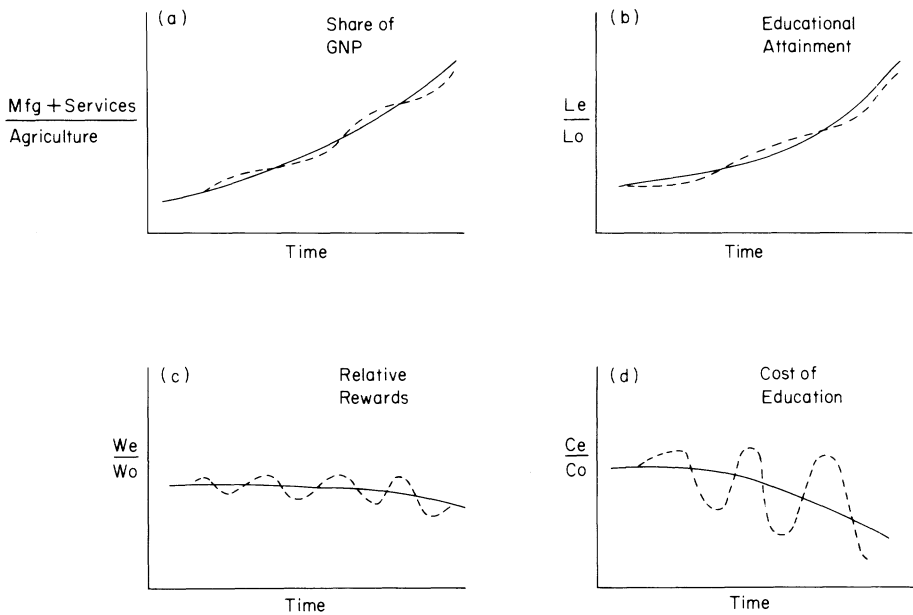 (a)
Share of
GNP
Mfg + Services
Agriculture
Time
(b)
Educational
Attainment
Le
Lo
Time
(c)
Relative
Rewards
We
Wo
Time
(d)
Cost of
Education
Ce
Co
Time